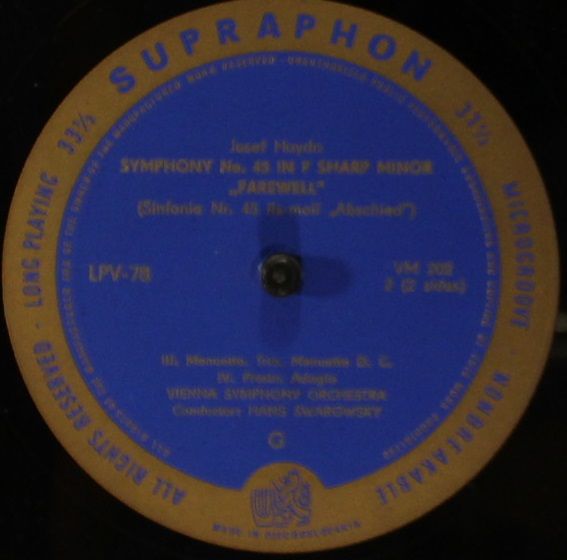 SUPRAPHON
33⅓ MICROGROOVE · NONBREAKABLE
ALL RIGHTS RESERVED · LONG PLAYING 33⅓
Josef Haydn
SYMPHONY No. 45 IN F SHARP MINOR
„FAREWELL"
(Sinfonie Nr. 45 fis-moll „Abschied")
LPV-78
VM 202
2 (2 sides)
III. Menuetto, Trio, Menuetto D. C.
IV. Presto, Adagio
VIENNA SYMPHONY ORCHESTRA
Conductor: HANS SWAROWSKY
G
MADE IN CZECHOSLOVAKIA